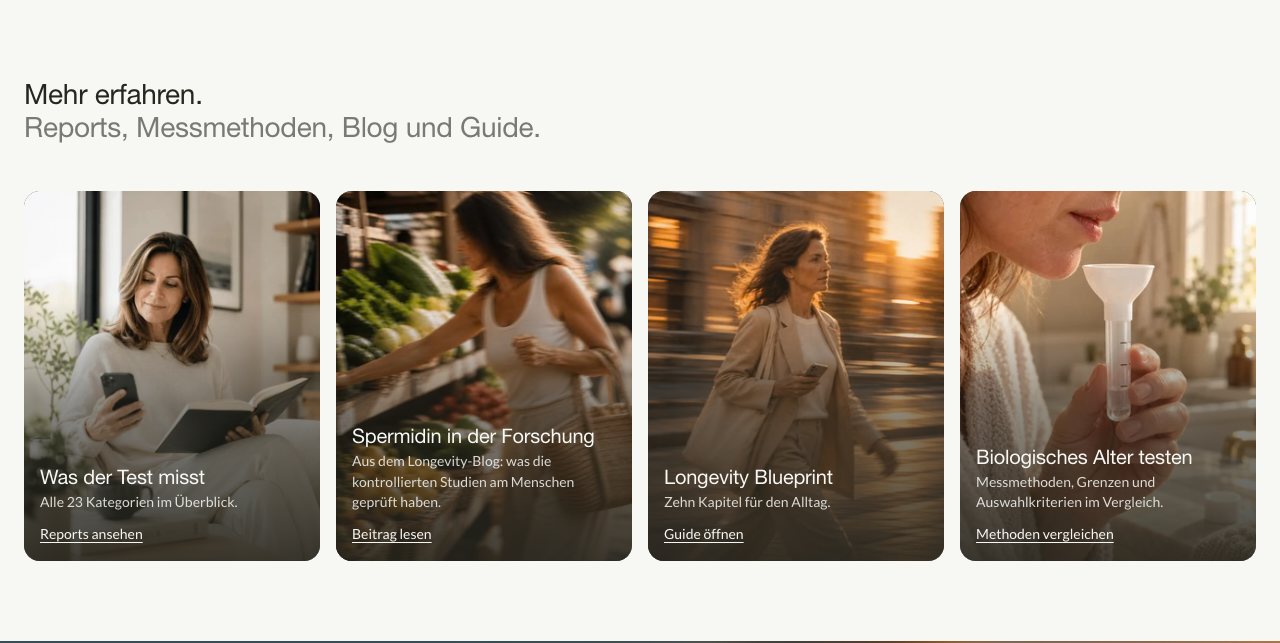 Mehr erfahren.
Reports, Messmethoden, Blog und Guide.
Was der Test misst
Alle 23 Kategorien im Überblick.
Reports ansehen
Spermidin in der Forschung
Aus dem Longevity-Blog: was die
kontrollierten Studien am Menschen
geprüft haben.
Beitrag lesen
Longevity Blueprint
Zehn Kapitel für den Alltag.
Guide öffnen
Biologisches Alter testen
Messmethoden, Grenzen und
Auswahlkriterien im Vergleich.
Methoden vergleichen